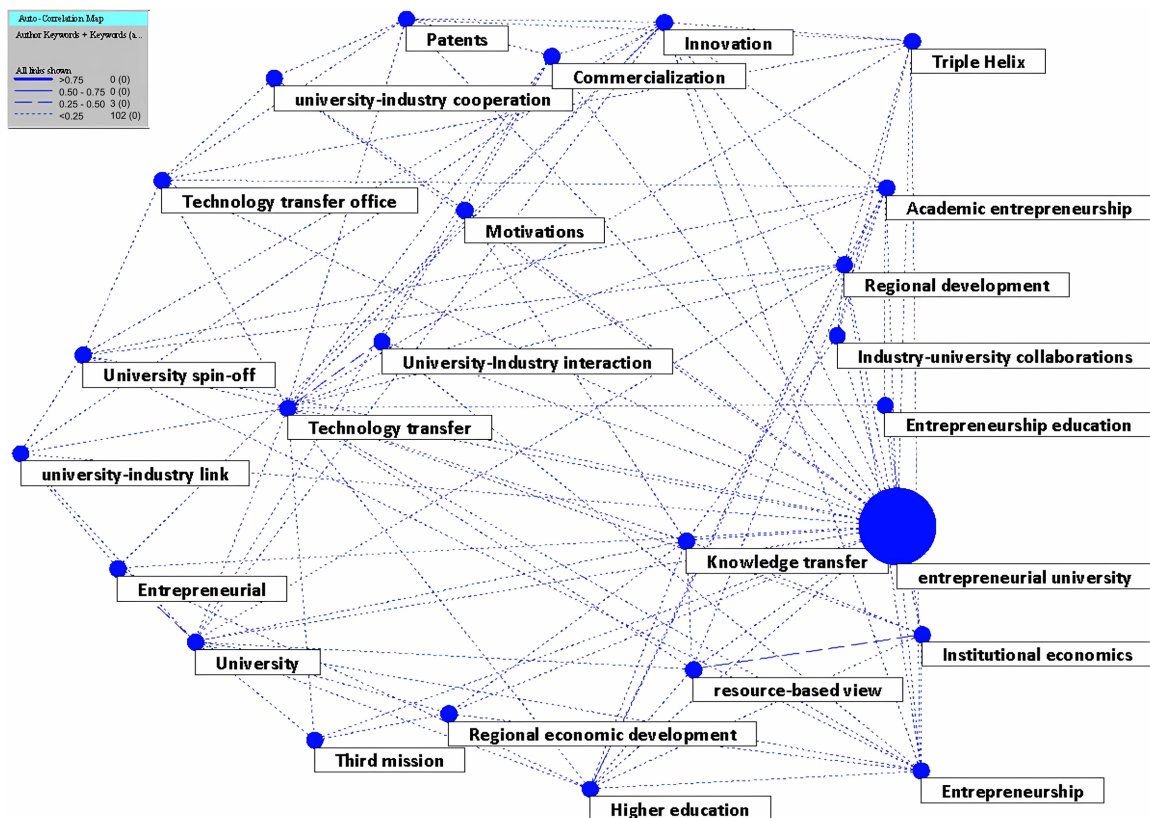 Auto-Correlation Map
Author Keywords + Keywords (a...
All links shown
>0.75 0 (0)
0.50 - 0.75 0 (0)
0.25 - 0.50 3 (0)
<0.25 102 (0)
Patents
Innovation
Triple Helix
Commercialization
university-industry cooperation
Technology transfer office
Academic entrepreneurship
Motivations
Regional development
Industry-university collaborations
University-Industry interaction
University spin-off
Entrepreneurship education
Technology transfer
university-industry link
Knowledge transfer
entrepreneurial university
Entrepreneurial
Institutional economics
University
resource-based view
Regional economic development
Third mission
Entrepreneurship
Higher education